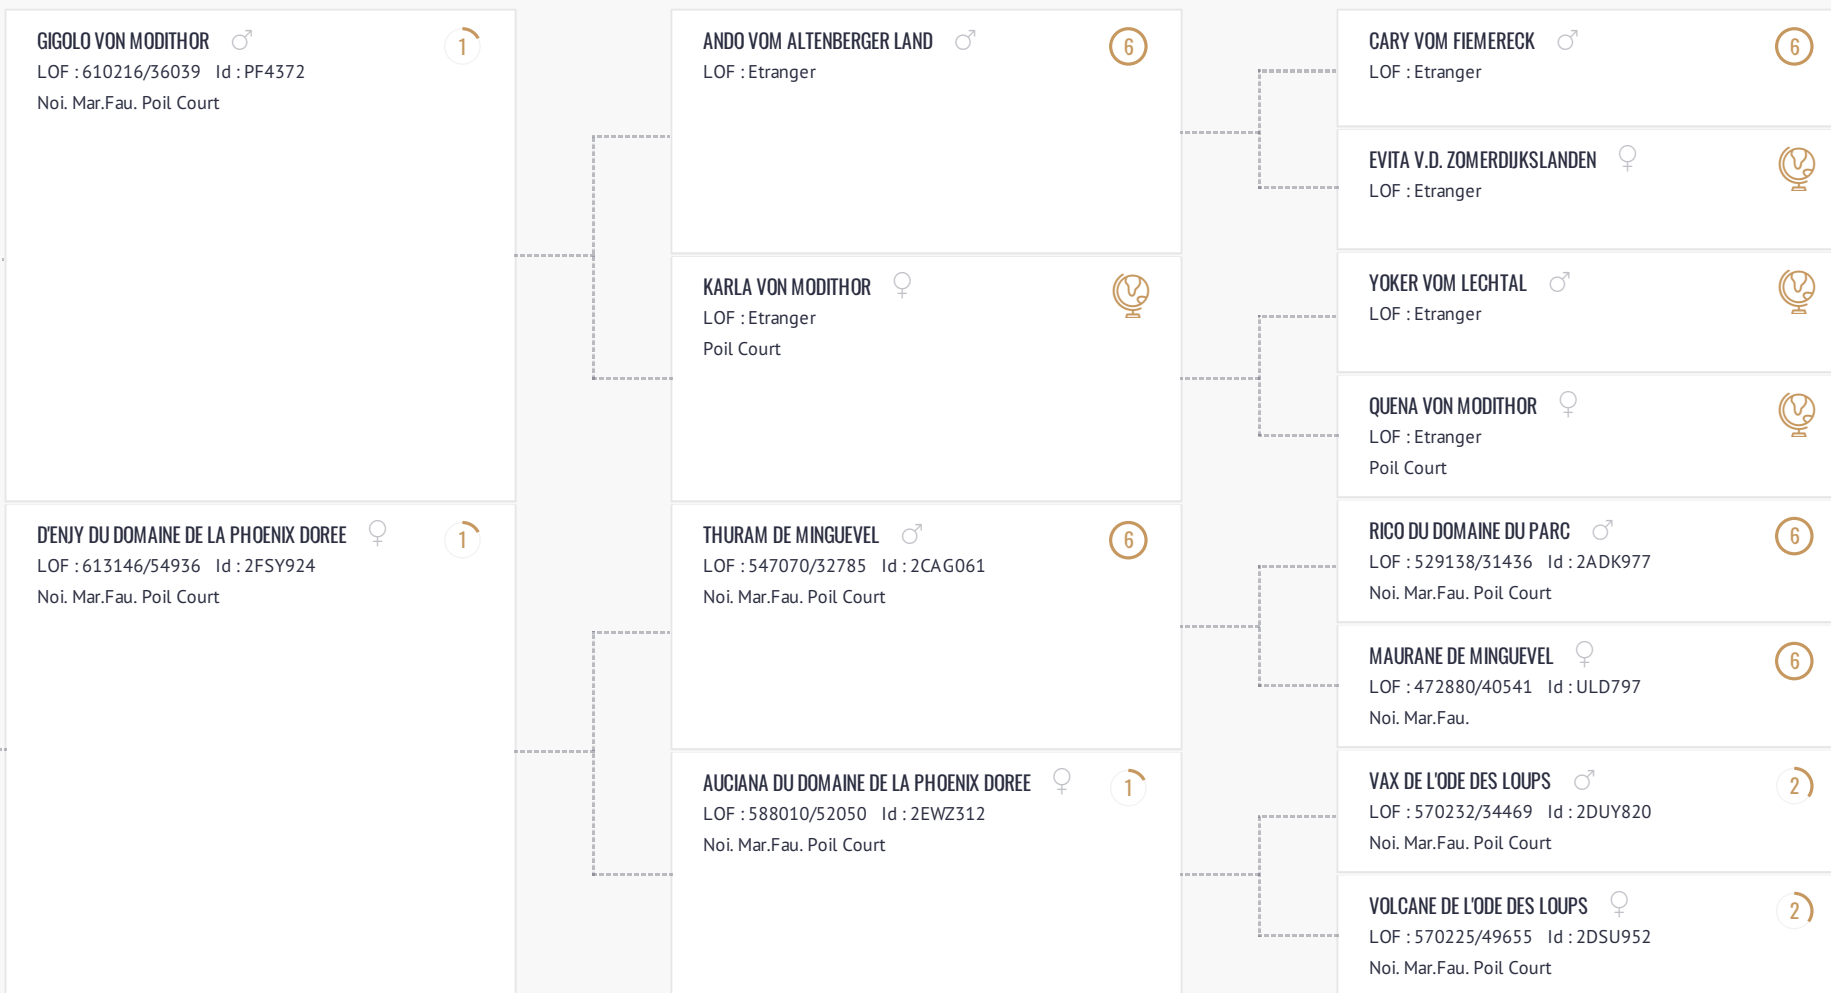 GIGOLO VON MODITHOR
1
LOF : 610216/36039 Id : PF4372
Noi. Mar.Fau. Poil Court
D'ENJY DU DOMAINE DE LA PHOENIX DOREE
1
LOF : 613146/54936 Id : 2FSY924
Noi. Mar.Fau. Poil Court
ANDO VOM ALTENBERGER LAND
6
LOF : Etranger
KARLA VON MODITHOR
LOF : Etranger
Poil Court
THURAM DE MINGUEVEL
6
LOF : 547070/32785 Id : 2CAG061
Noi. Mar.Fau. Poil Court
AUCIANA DU DOMAINE DE LA PHOENIX DOREE
1
LOF : 588010/52050 Id : 2EWZ312
Noi. Mar.Fau. Poil Court
CARY VOM FIEMERECK
6
LOF : Etranger
EVITA V.D. ZOMERDIJKSLANDEN
LOF : Etranger
YOKER VOM LECHTAL
LOF : Etranger
QUENA VON MODITHOR
LOF : Etranger
Poil Court
RICO DU DOMAINE DU PARC
6
LOF : 529138/31436 Id : 2ADK977
Noi. Mar.Fau. Poil Court
MAURANE DE MINGUEVEL
6
LOF : 472880/40541 Id : ULD797
Noi. Mar.Fau.
VAX DE L'ODE DES LOUPS
2
LOF : 570232/34469 Id : 2DUY820
Noi. Mar.Fau. Poil Court
VOLCANE DE L'ODE DES LOUPS
2
LOF : 570225/49655 Id : 2DSU952
Noi. Mar.Fau. Poil Court